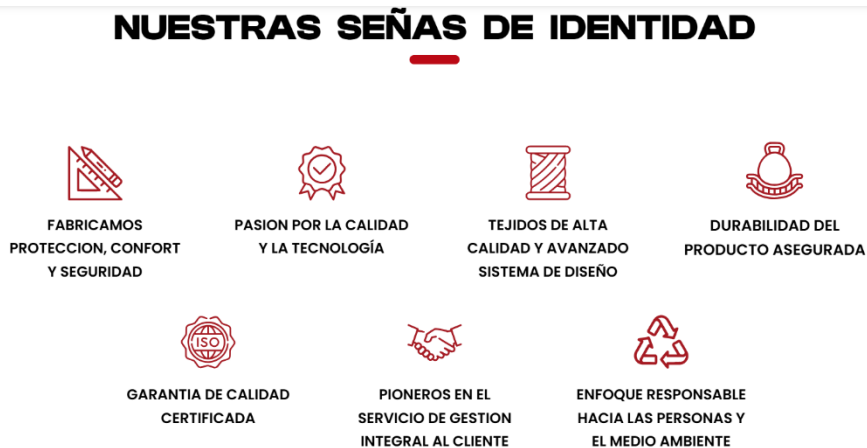 NUESTRAS SEÑAS DE IDENTIDAD
FABRICAMOS
PROTECCION, CONFORT
Y SEGURIDAD
PASION POR LA CALIDAD
Y LA TECNOLOGÍA
TEJIDOS DE ALTA
CALIDAD Y AVANZADO
SISTEMA DE DISEÑO
DURABILIDAD DEL
PRODUCTO ASEGURADA
ISO
GARANTIA DE CALIDAD
CERTIFICADA
PIONEROS EN EL
SERVICIO DE GESTION
INTEGRAL AL CLIENTE
ENFOQUE RESPONSABLE
HACIA LAS PERSONAS Y
EL MEDIO AMBIENTE